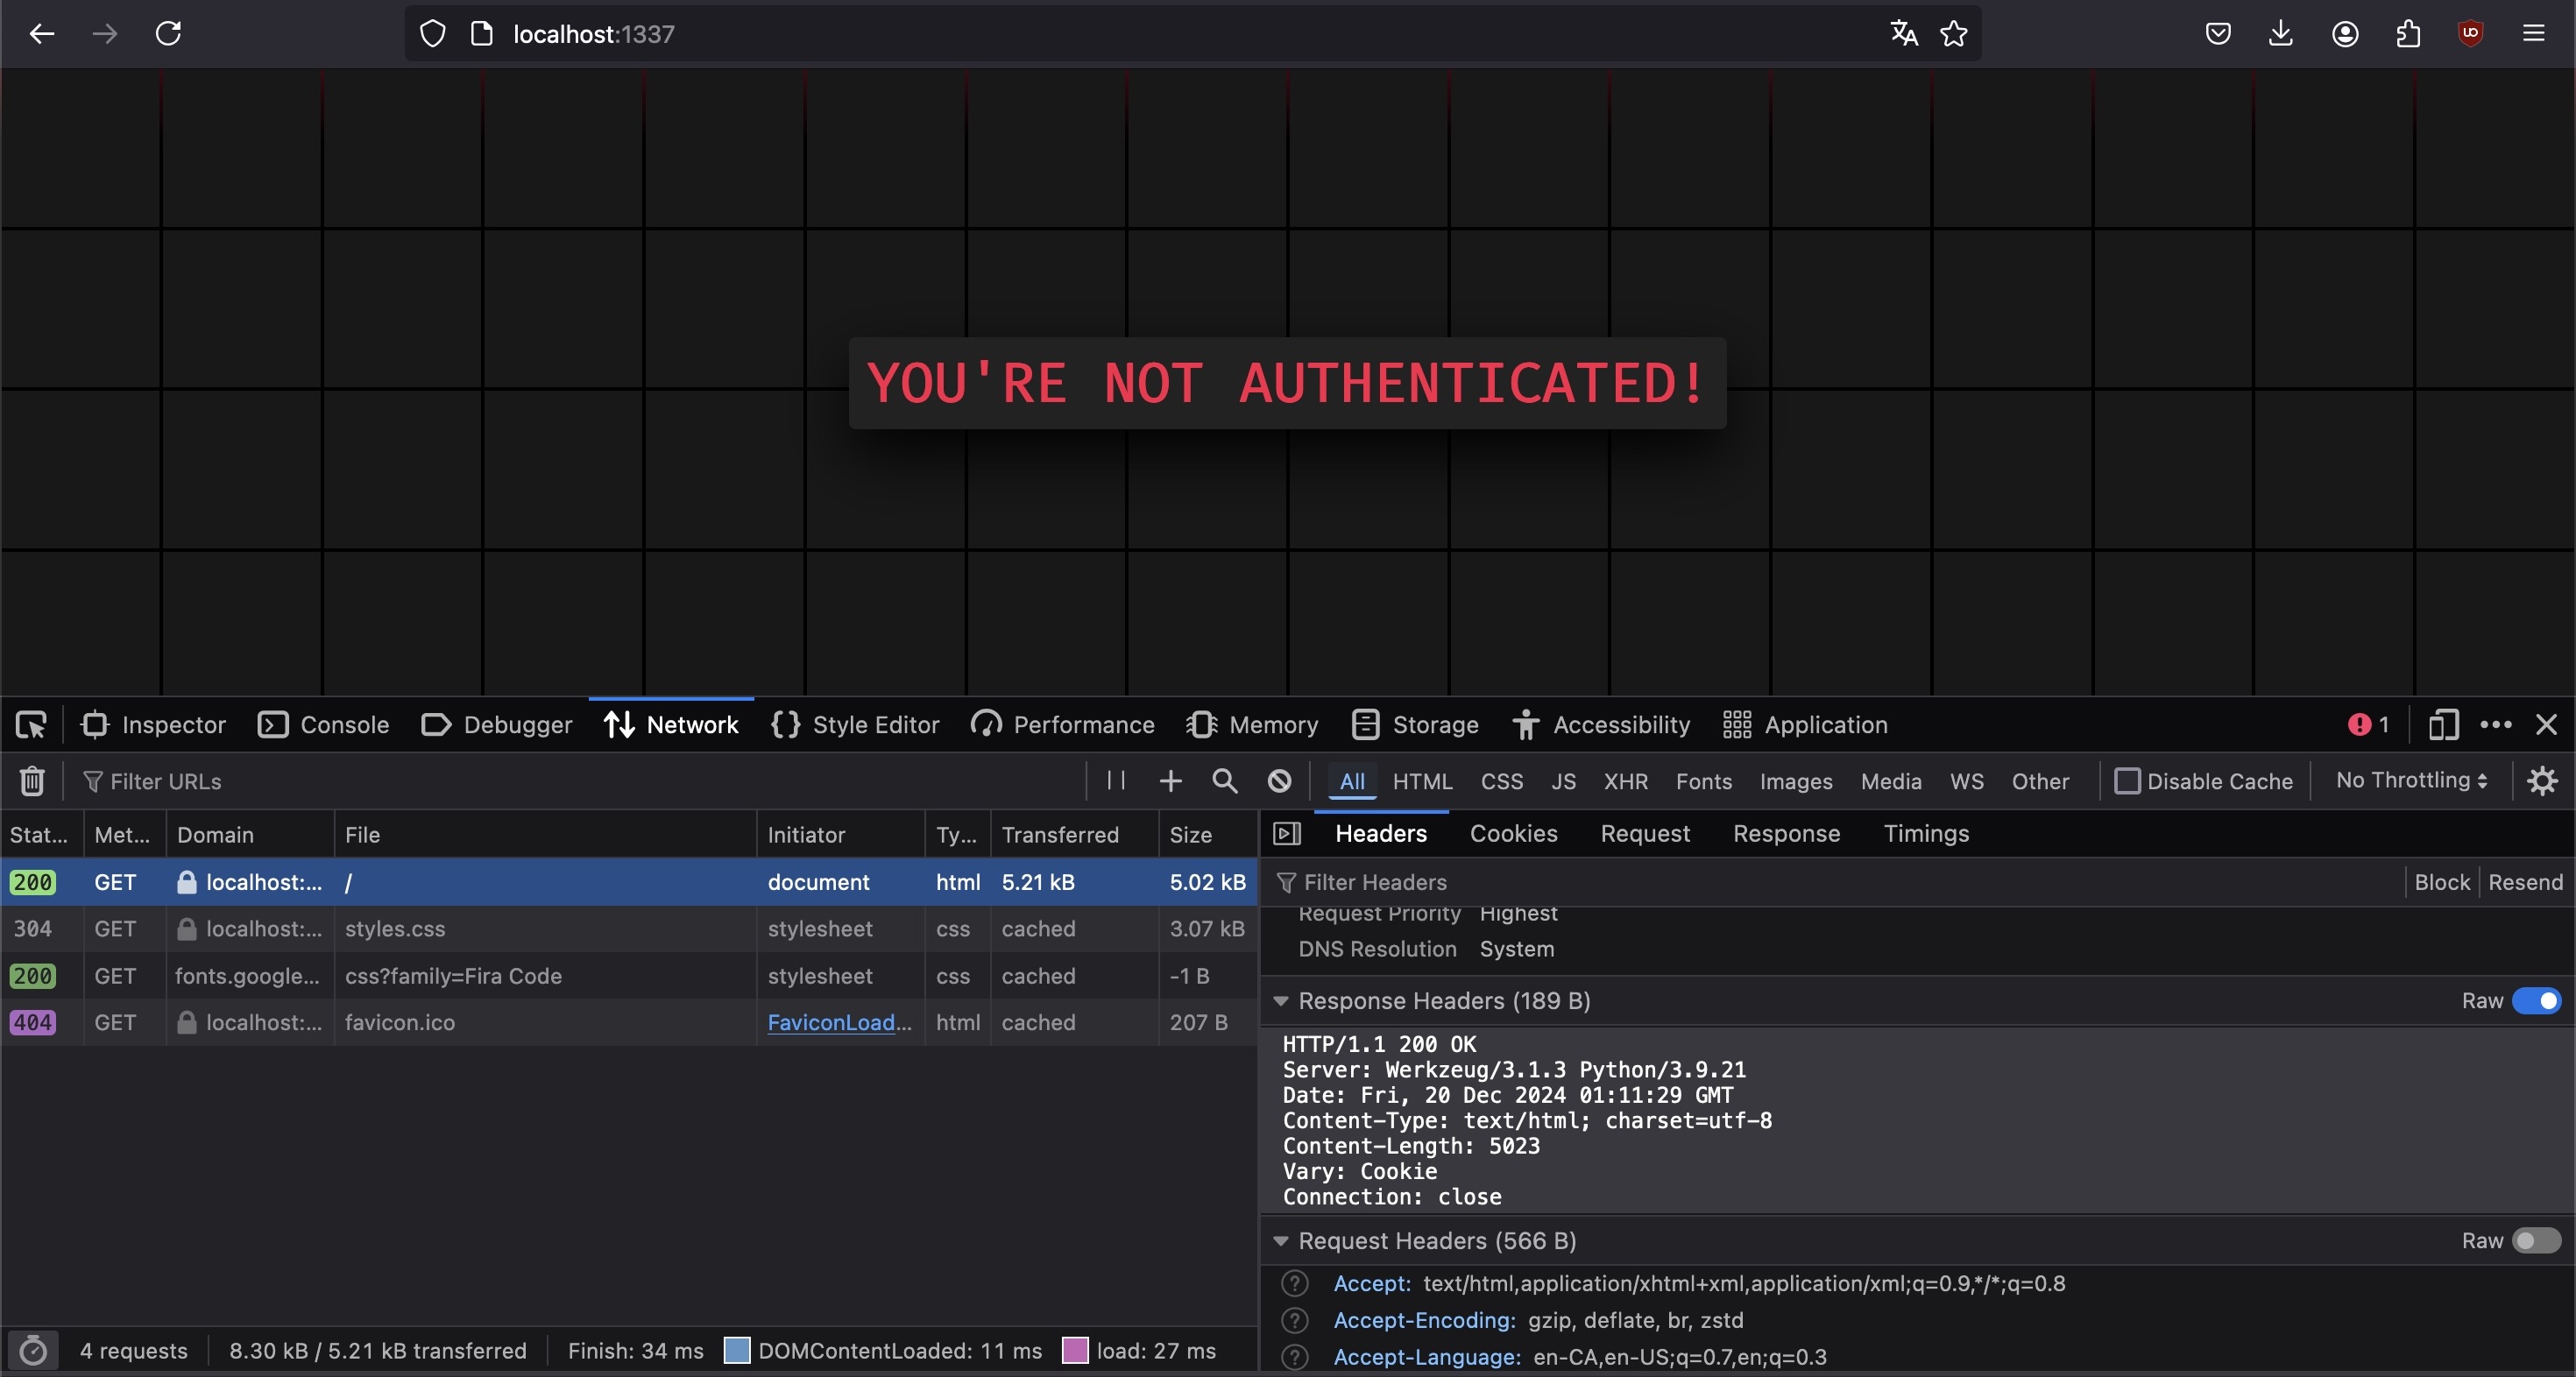 localhost:1337
YOU'RE NOT AUTHENTICATED!
Inspector Console Debugger Network Style Editor Performance Memory Storage Accessibility Application 1
Filter URLs All HTML CSS JS XHR Fonts Images Media WS Other Disable Cache No Throttling
Stat... Met... Domain File Initiator Ty... Transferred Size
200 GET localhost:... / document html 5.21 kB 5.02 kB
304 GET localhost:... styles.css stylesheet css cached 3.07 kB
200 GET fonts.google... css?family=Fira Code stylesheet css cached -1 B
404 GET localhost:... favicon.ico FaviconLoad... html cached 207 B
4 requests 8.30 kB / 5.21 kB transferred Finish: 34 ms DOMContentLoaded: 11 ms load: 27 ms
Headers Cookies Request Response Timings
Filter Headers Block Resend
Request Priority Highest
DNS Resolution System
Response Headers (189 B) Raw
HTTP/1.1 200 OK
Server: Werkzeug/3.1.3 Python/3.9.21
Date: Fri, 20 Dec 2024 01:11:29 GMT
Content-Type: text/html; charset=utf-8
Content-Length: 5023
Vary: Cookie
Connection: close
Request Headers (566 B) Raw
Accept: text/html,application/xhtml+xml,application/xml;q=0.9,*/*;q=0.8
Accept-Encoding: gzip, deflate, br, zstd
Accept-Language: en-CA,en-US;q=0.7,en;q=0.3